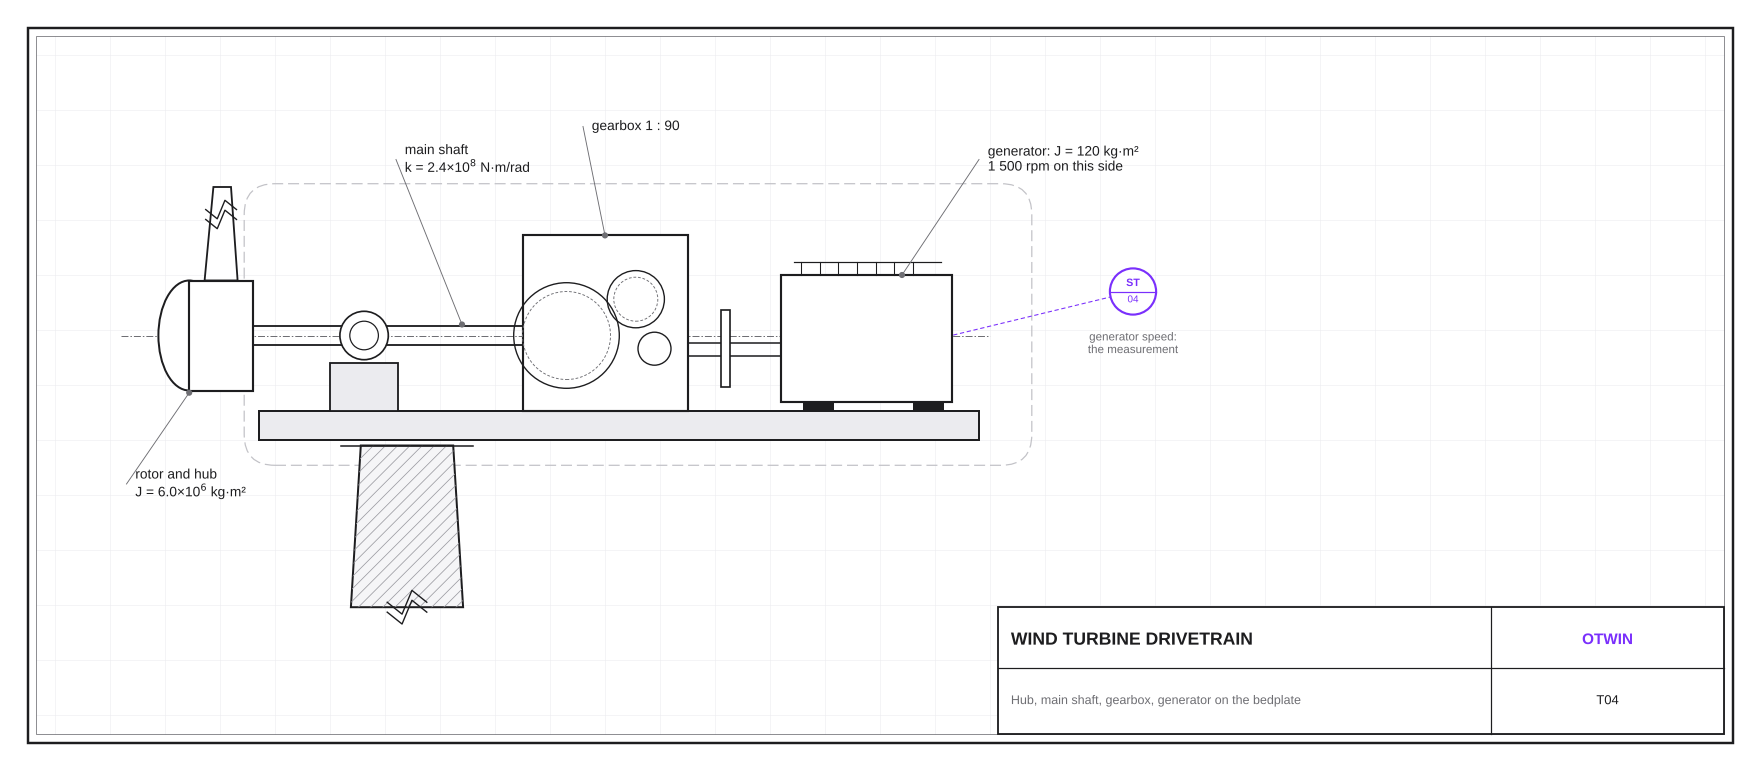 gearbox 1 : 90
main shaft
k = 2.4×10⁸ N·m/rad
generator: J = 120 kg·m²
1 500 rpm on this side
ST
04
generator speed:
the measurement
rotor and hub
J = 6.0×10⁶ kg·m²
WIND TURBINE DRIVETRAIN
OTWIN
Hub, main shaft, gearbox, generator on the bedplate
T04